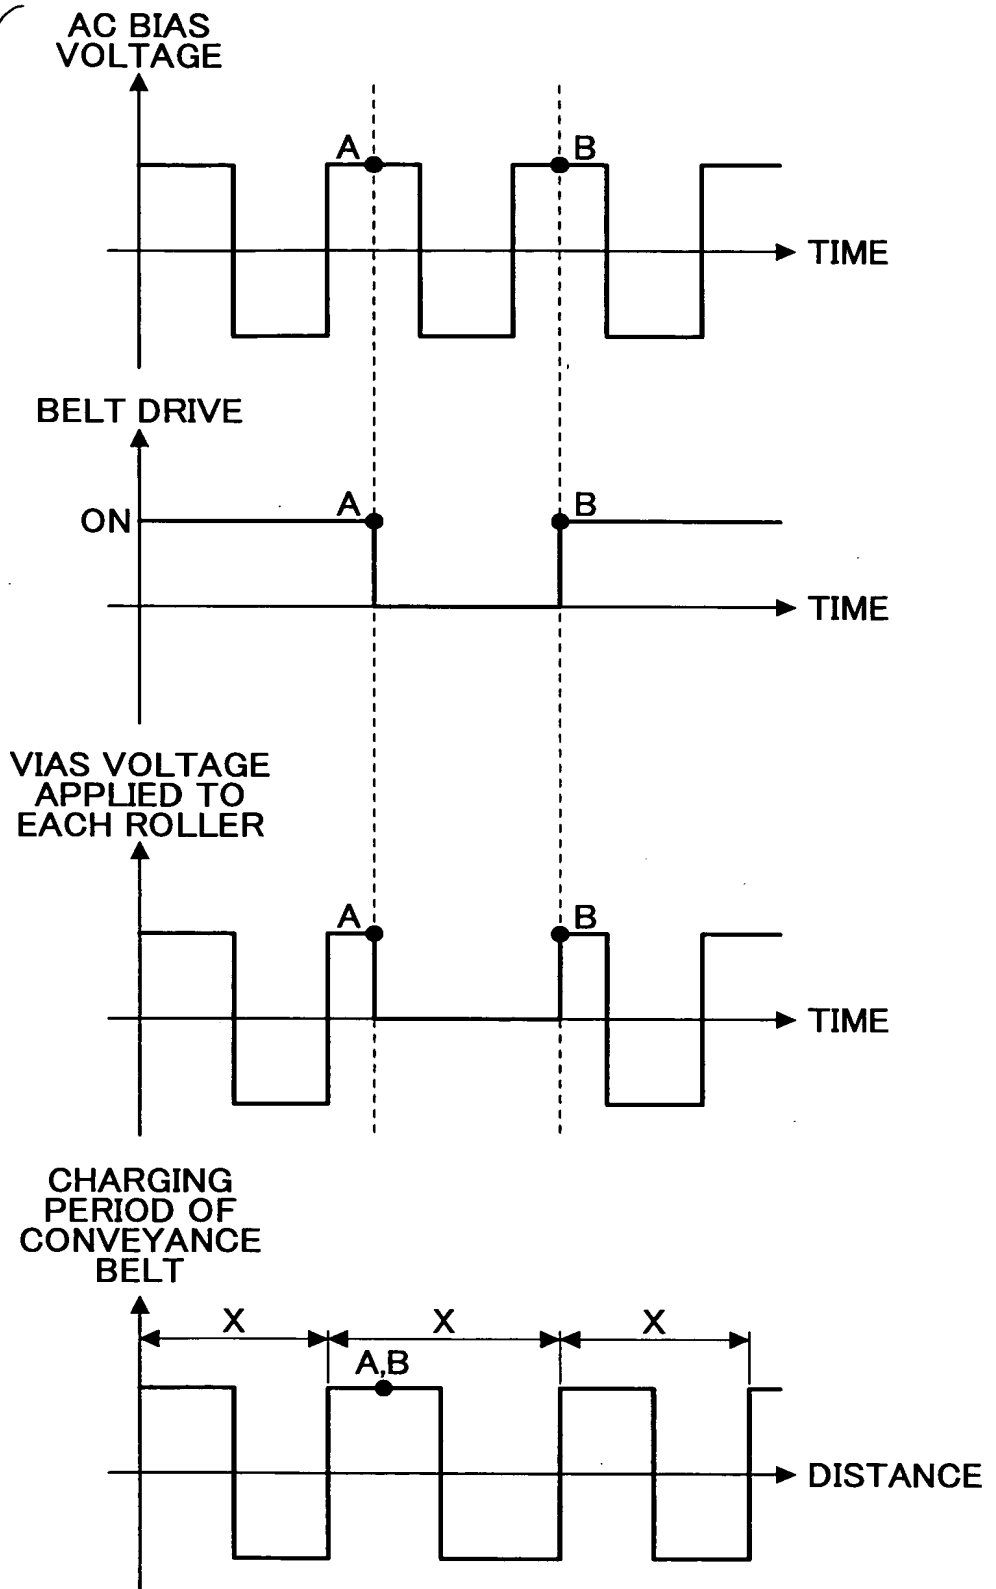 AC BIAS
VOLTAGE
A
B
TIME
BELT DRIVE
ON
A
B
TIME
VIAS VOLTAGE
APPLIED TO
EACH ROLLER
A
B
TIME
CHARGING
PERIOD OF
CONVEYANCE
BELT
X
X
X
A,B
DISTANCE